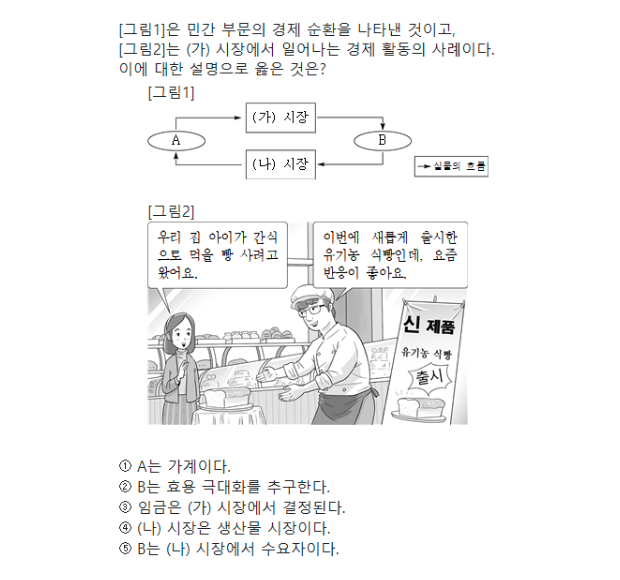 [그림1]은 민간 부문의 경제 순환을 나타낸 것이고,
[그림2]는 (가) 시장에서 일어나는 경제 활동의 사례이다.
이에 대한 설명으로 옳은 것은?
[그림1]
(가) 시장
A
B
(나) 시장
→ 실물의 흐름
[그림2]
우리 집 아이가 간식
으로 먹을 빵 사려고
왔어요.
이번에 새롭게 출시한
유기농 식빵인데, 요즘
반응이 좋아요.
신 제품
유기농 식빵
출시
① A는 가계이다.
② B는 효용 극대화를 추구한다.
③ 임금은 (가) 시장에서 결정된다.
④ (나) 시장은 생산물 시장이다.
⑤ B는 (나) 시장에서 수요자이다.